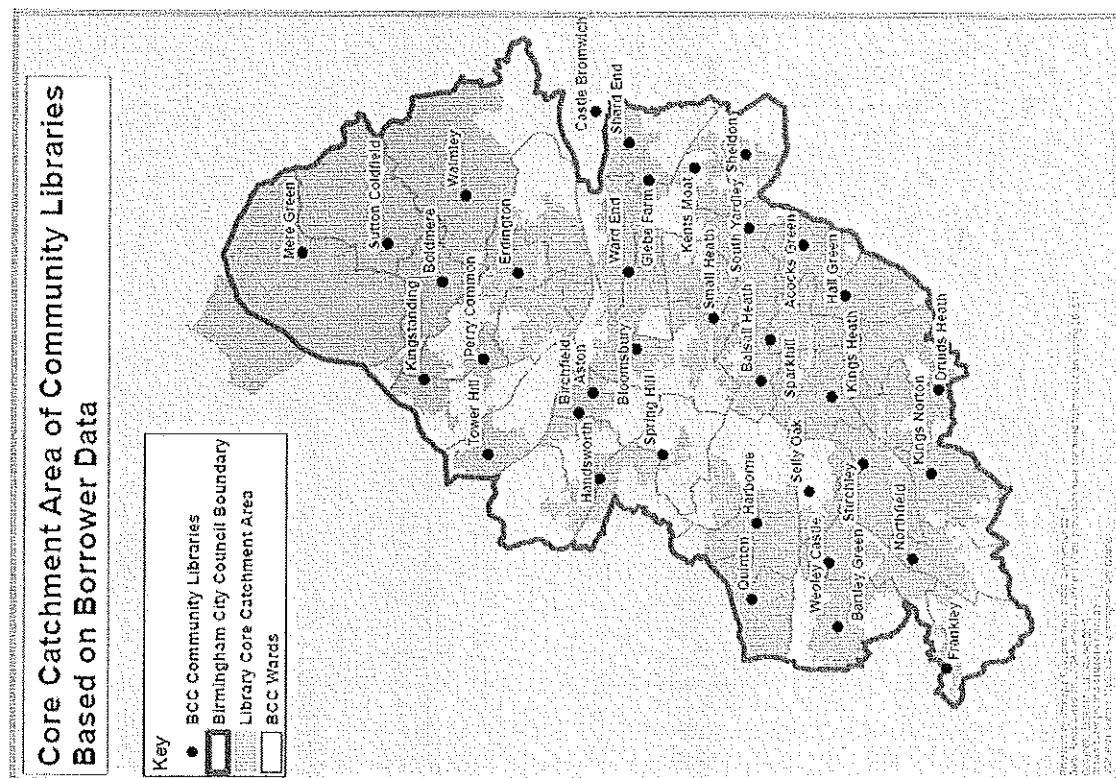 Core Catchment Area of Community Libraries
Based on Borrower Data
Key
BCC Community Libraries
Birmingham City Council Boundary
Library Core Catchment Area
BCC Wards
Mere Green
Sutton Coldfield
Boldmere
Walmley
Kingstanding
Perry Common
Erdington
Tower Hill
Castle Bromwich
Birchfield
Aston
Handsworth
Ward End
Shard End
Glebe Farm
Bloomsbury
Spring Hill
Kents Moat
Small Heath
South Yardley
Sheldon
Balsall Heath
Sparkhill
Acocks Green
Hall Green
Harborne
Quinton
Selly Oak
Kings Heath
Weoley Castle
Stirchley
Bartley Green
Northfield
Kings Norton
Druids Heath
Frankley